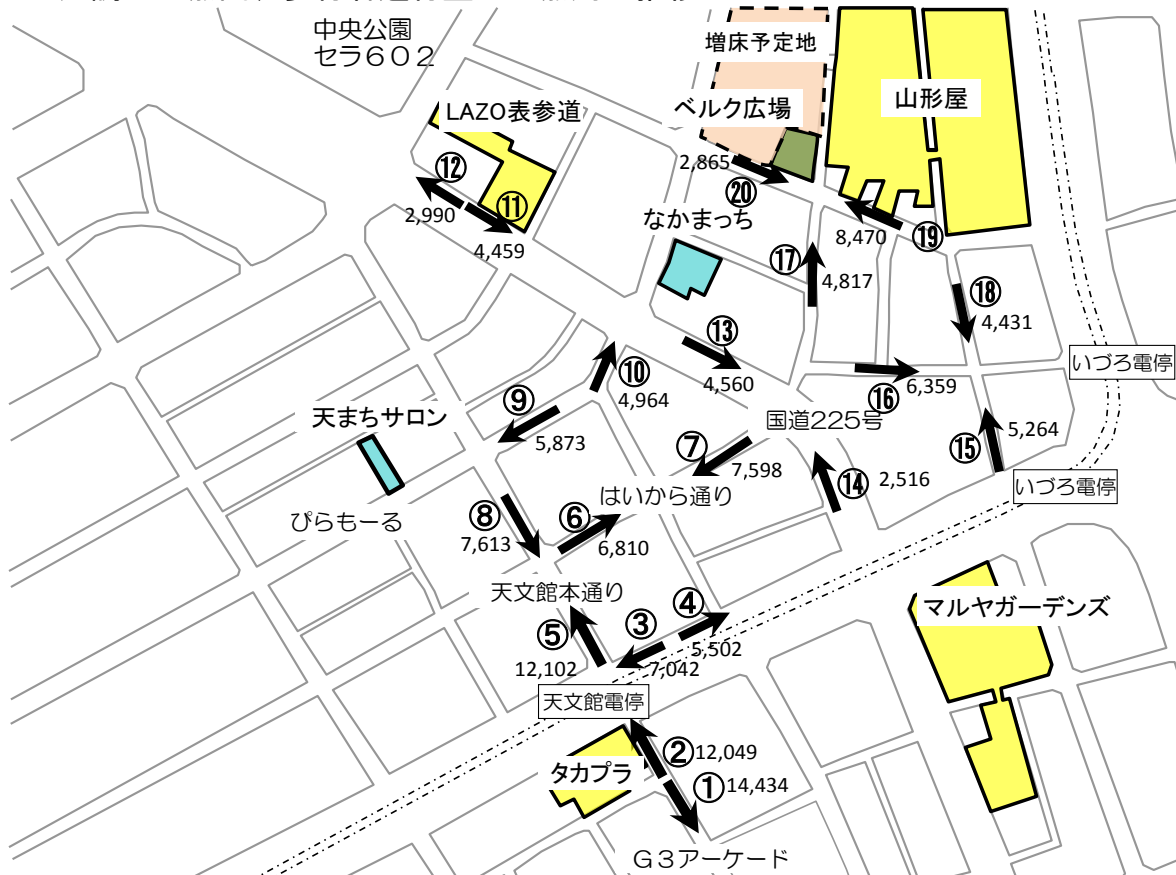 中央公園
セラ602
増床予定地
山形屋
LAZO表参道
ベルク広場
2,865
⑳
⑫
⑪
2,990
4,459
なかまっち
8,470
⑲
⑰
4,817
⑱
4,431
⑬
4,560
いづろ電停
⑩
4,964
⑯
6,359
⑨
5,873
天まちサロン
国道225号
⑮
5,264
⑦
7,598
⑭
2,516
いづろ電停
はいから通り
ぴらもーる
⑧
7,613
⑥
6,810
天文館本通り
④
5,502
③
7,042
マルヤガーデンズ
⑤
12,102
天文館電停
②
12,049
タカプラ
①
14,434
G3アーケード